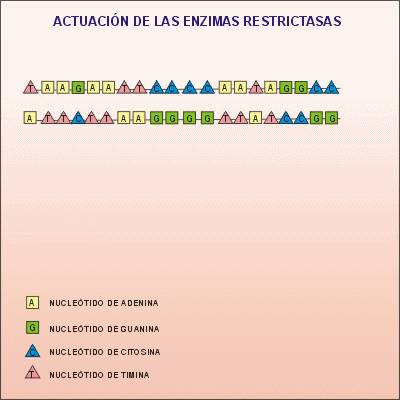 ACTUACIÓN DE LAS ENZIMAS RESTRICTASAS
T A A G A A T T C C C C A A T A G G C C
A T T C T T A A G G G G T T A T C C G G
A NUCLEÓTIDO DE ADENINA
G NUCLEÓTIDO DE GUANINA
C NUCLEÓTIDO DE CITOSINA
T NUCLEÓTIDO DE TIMINA